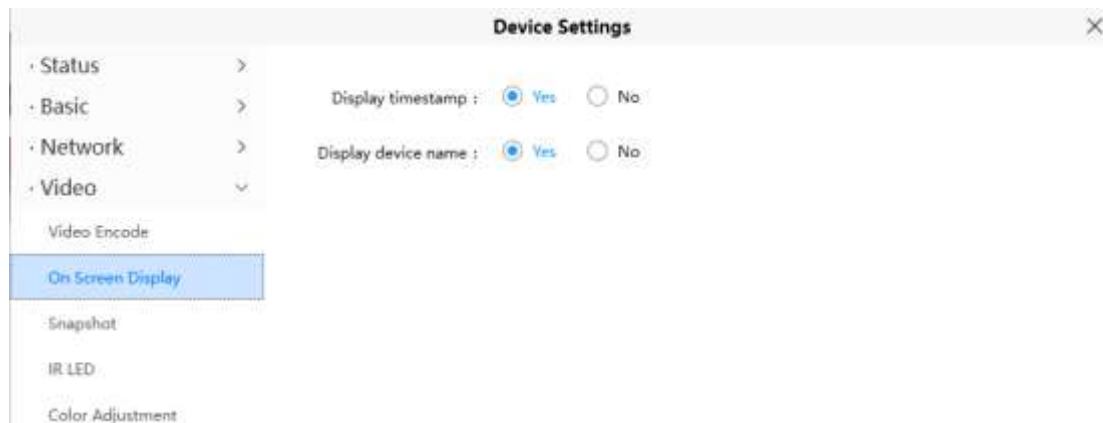 Device Settings
· Status
· Basic
· Network
· Video
Video Encode
On Screen Display
Snapshot
IR LED
Color Adjustment
Display timestamp : Yes No
Display device name : Yes No